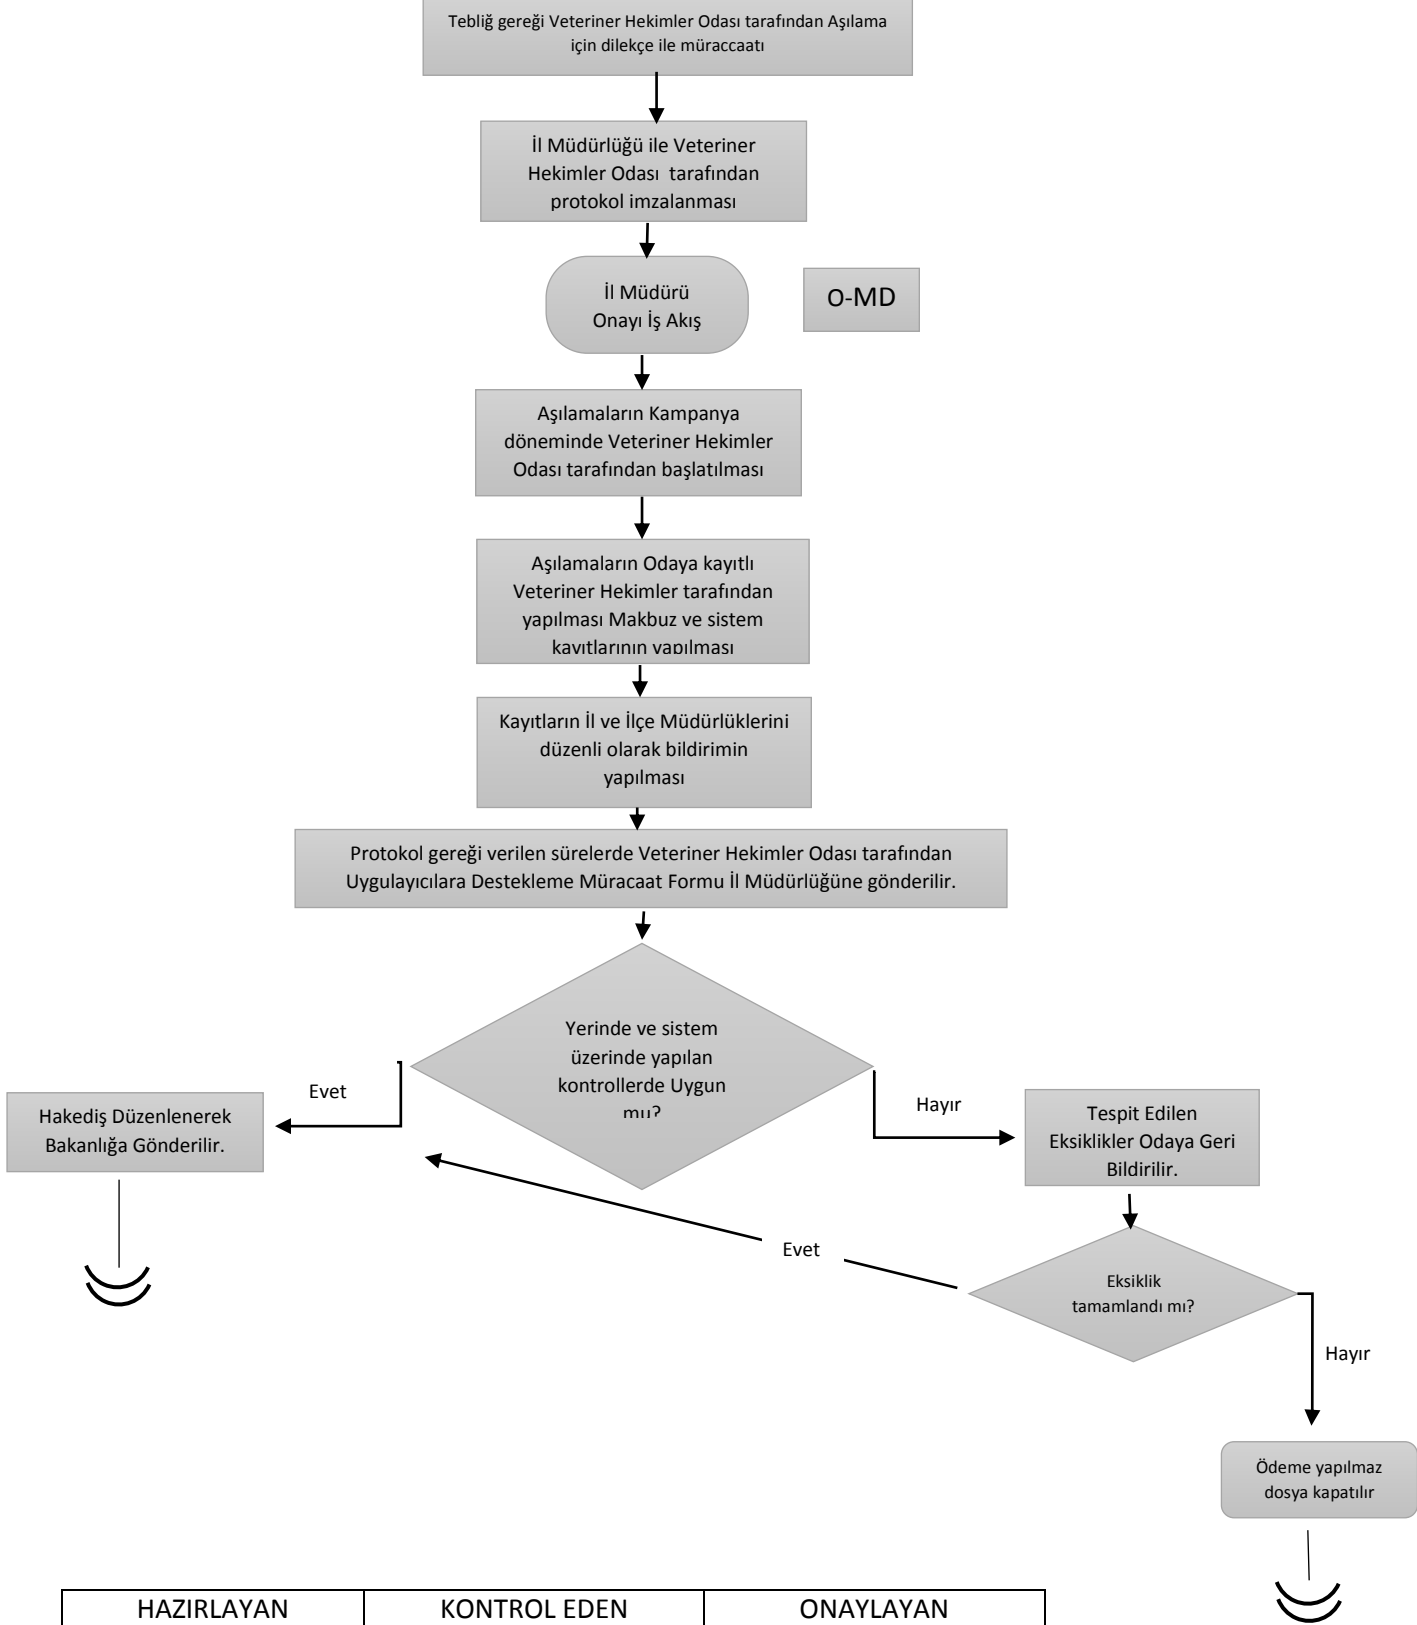 Tebliğ gereği Veteriner Hekimler Odası tarafından Aşılama
için dilekçe ile müraccaatı
İl Müdürlüğü ile Veteriner
Hekimler Odası tarafından
protokol imzalanması
İl Müdürü
Onayı İş Akış
O-MD
Aşılamaların Kampanya
döneminde Veteriner Hekimler
Odası tarafından başlatılması
Aşılamaların Odaya kayıtlı
Veteriner Hekimler tarafından
yapılması Makbuz ve sistem
kayıtlarının yapılması
Kayıtların İl ve İlçe Müdürlüklerini
düzenli olarak bildirimin
yapılması
Protokol gereği verilen sürelerde Veteriner Hekimler Odası tarafından
Uygulayıcılara Destekleme Müracaat Formu İl Müdürlüğüne gönderilir.
Yerinde ve sistem
üzerinde yapılan
kontrollerde Uygun
mu?
Evet
Hayır
Hakediş Düzenlenerek
Bakanlığa Gönderilir.
Tespit Edilen
Eksiklikler Odaya Geri
Bildirilir.
Evet
Eksiklik
tamamlandı mı?
Hayır
Ödeme yapılmaz
dosya kapatılır
HAZIRLAYAN
KONTROL EDEN
ONAYLAYAN